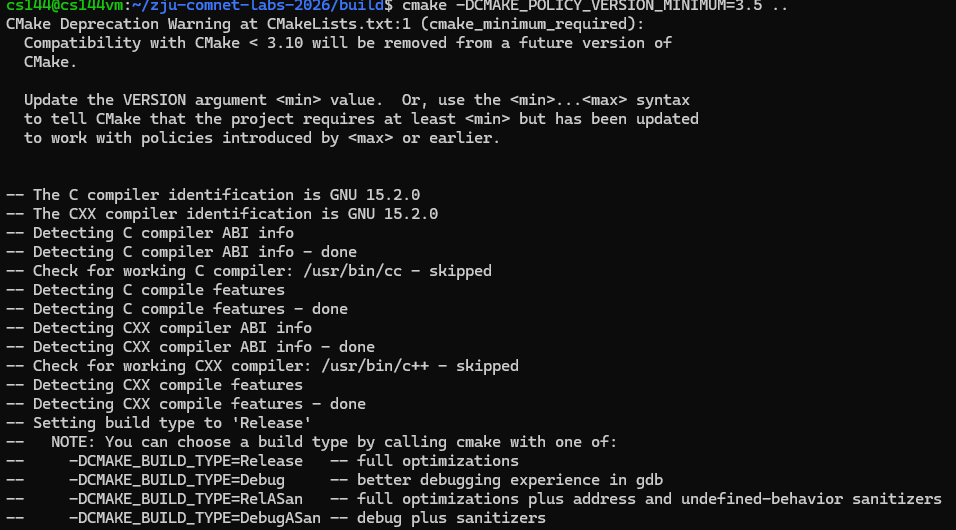 cs144@cs144vm:~/zju-comnet-labs-2026/build$ cmake -DCMAKE_POLICY_VERSION_MINIMUM=3.5 ..
CMake Deprecation Warning at CMakeLists.txt:1 (cmake_minimum_required):
  Compatibility with CMake < 3.10 will be removed from a future version of
  CMake.

  Update the VERSION argument <min> value.  Or, use the <min>...<max> syntax
  to tell CMake that the project requires at least <min> but has been updated
  to work with policies introduced by <max> or earlier.


-- The C compiler identification is GNU 15.2.0
-- The CXX compiler identification is GNU 15.2.0
-- Detecting C compiler ABI info
-- Detecting C compiler ABI info - done
-- Check for working C compiler: /usr/bin/cc - skipped
-- Detecting C compile features
-- Detecting C compile features - done
-- Detecting CXX compiler ABI info
-- Detecting CXX compiler ABI info - done
-- Check for working CXX compiler: /usr/bin/c++ - skipped
-- Detecting CXX compile features
-- Detecting CXX compile features - done
-- Setting build type to 'Release'
--   NOTE: You can choose a build type by calling cmake with one of:
--     -DCMAKE_BUILD_TYPE=Release   -- full optimizations
--     -DCMAKE_BUILD_TYPE=Debug     -- better debugging experience in gdb
--     -DCMAKE_BUILD_TYPE=RelASan   -- full optimizations plus address and undefined-behavior sanitizers
--     -DCMAKE_BUILD_TYPE=DebugASan -- debug plus sanitizers